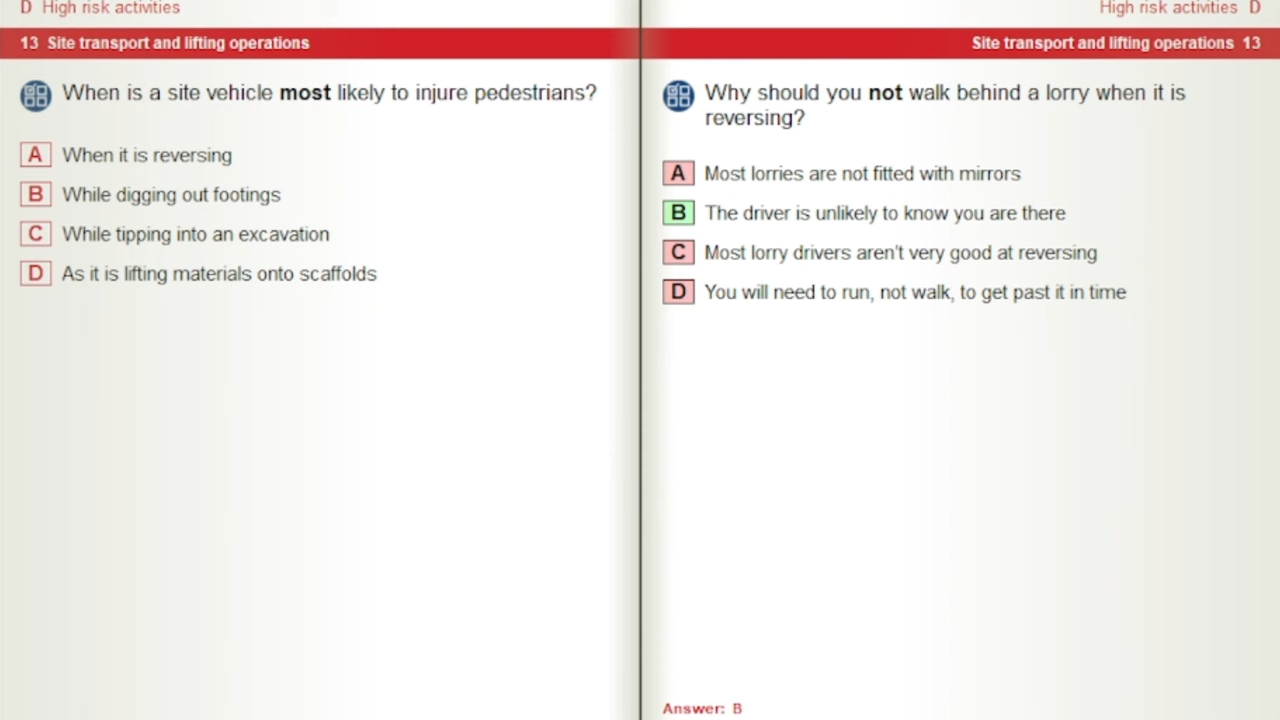 D High risk activities
13 Site transport and lifting operations
When is a site vehicle most likely to injure pedestrians?
A When it is reversing
B While digging out footings
C While tipping into an excavation
D As it is lifting materials onto scaffolds
High risk activities D
Site transport and lifting operations 13
Why should you not walk behind a lorry when it is
reversing?
A Most lorries are not fitted with mirrors
B The driver is unlikely to know you are there
C Most lorry drivers aren't very good at reversing
D You will need to run, not walk, to get past it in time
Answer: B